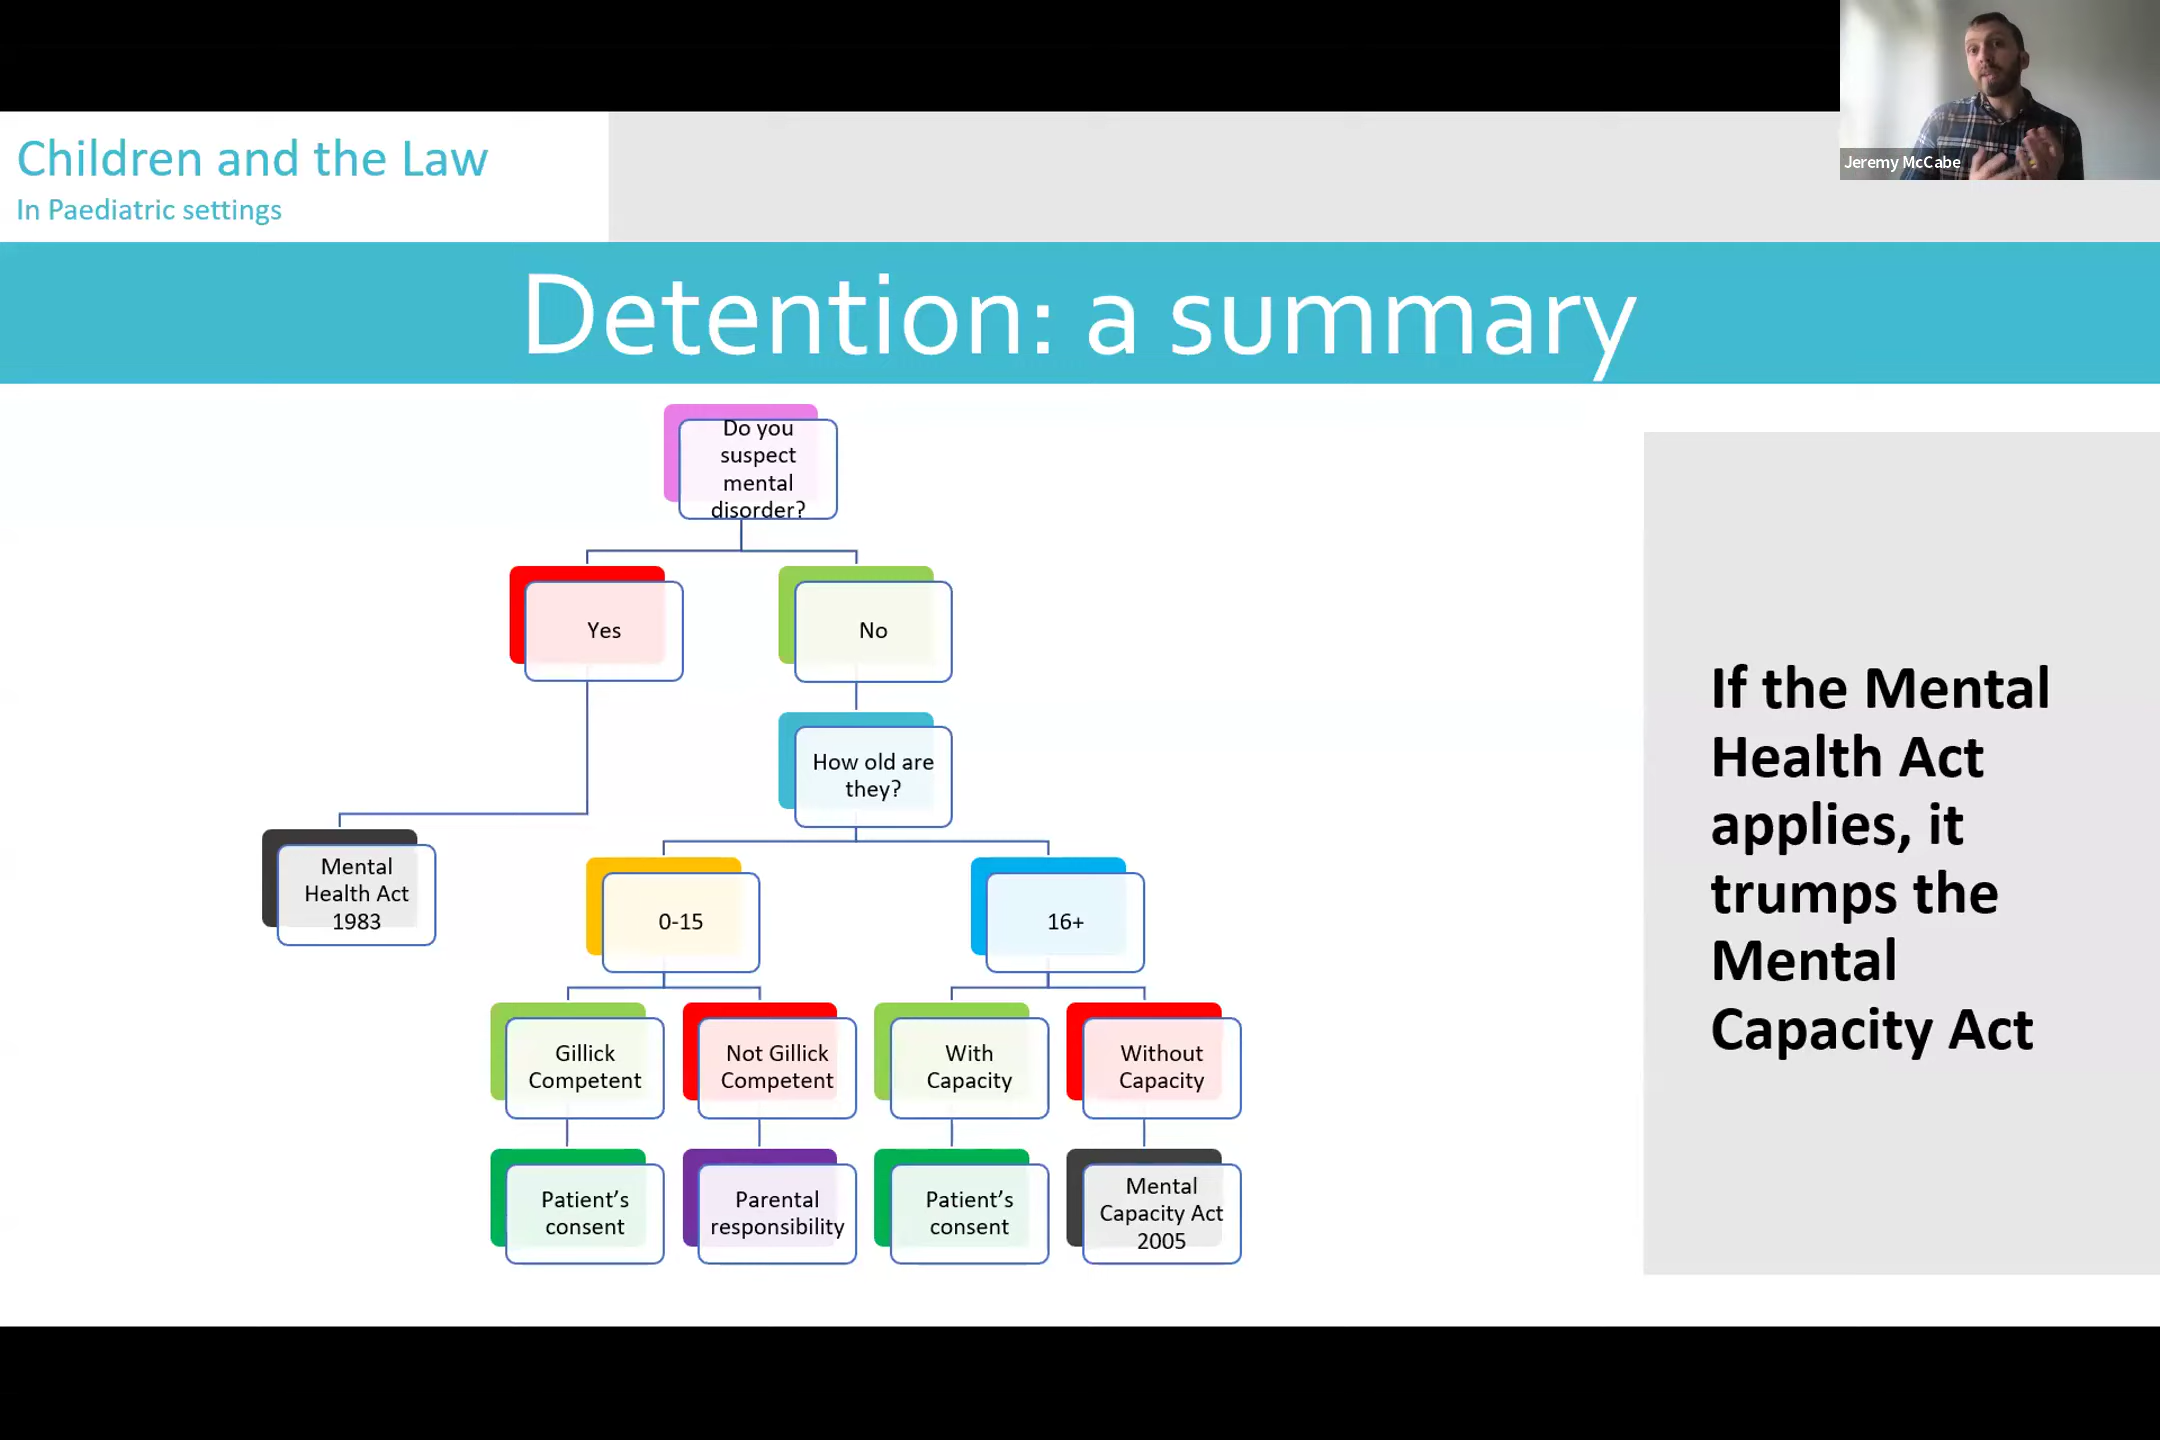 Jeremy McCabe
Children and the Law
In Paediatric settings
Detention: a summary
Do you
suspect
mental
disorder?
Yes
No
How old are
they?
Mental
Health Act
1983
0-15
16+
Gillick
Competent
Not Gillick
Competent
With
Capacity
Without
Capacity
Patient’s
consent
Parental
responsibility
Patient’s
consent
Mental
Capacity Act
2005
If the Mental
Health Act
applies, it
trumps the
Mental
Capacity Act